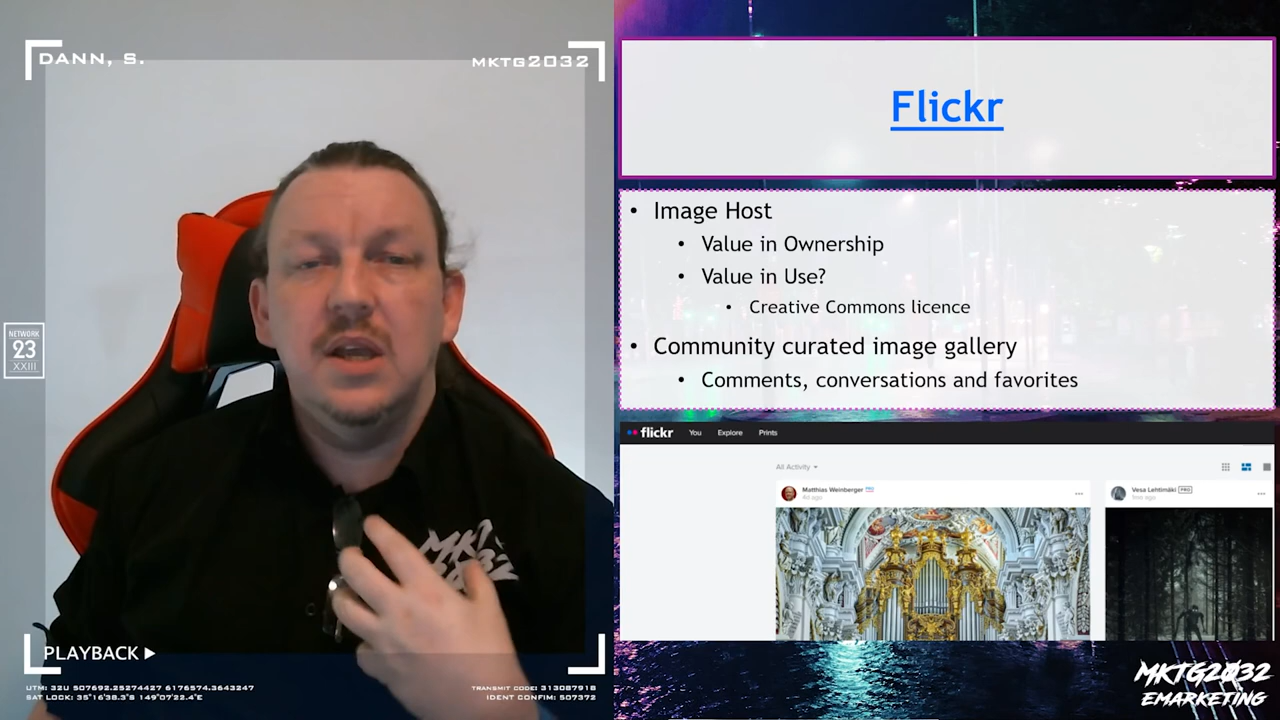 DANN, S.
MKTG2032
NETWORK
23
XXIII
PLAYBACK
UTM: 32U 507692.25274427 6176574.3643247
SAT LOCK: 35°16'38.3"S 149°07'22.4"E
TRANSMIT CODE: 313087918
IDENT CONFIM: 507372
Flickr
• Image Host
• Value in Ownership
• Value in Use?
• Creative Commons licence
• Community curated image gallery
• Comments, conversations and favorites
flickr You Explore Prints
All Activity
Matthias Weinberger
4d ago
Vesa Lehtimäki PRO
MKTG2032
EMARKETING